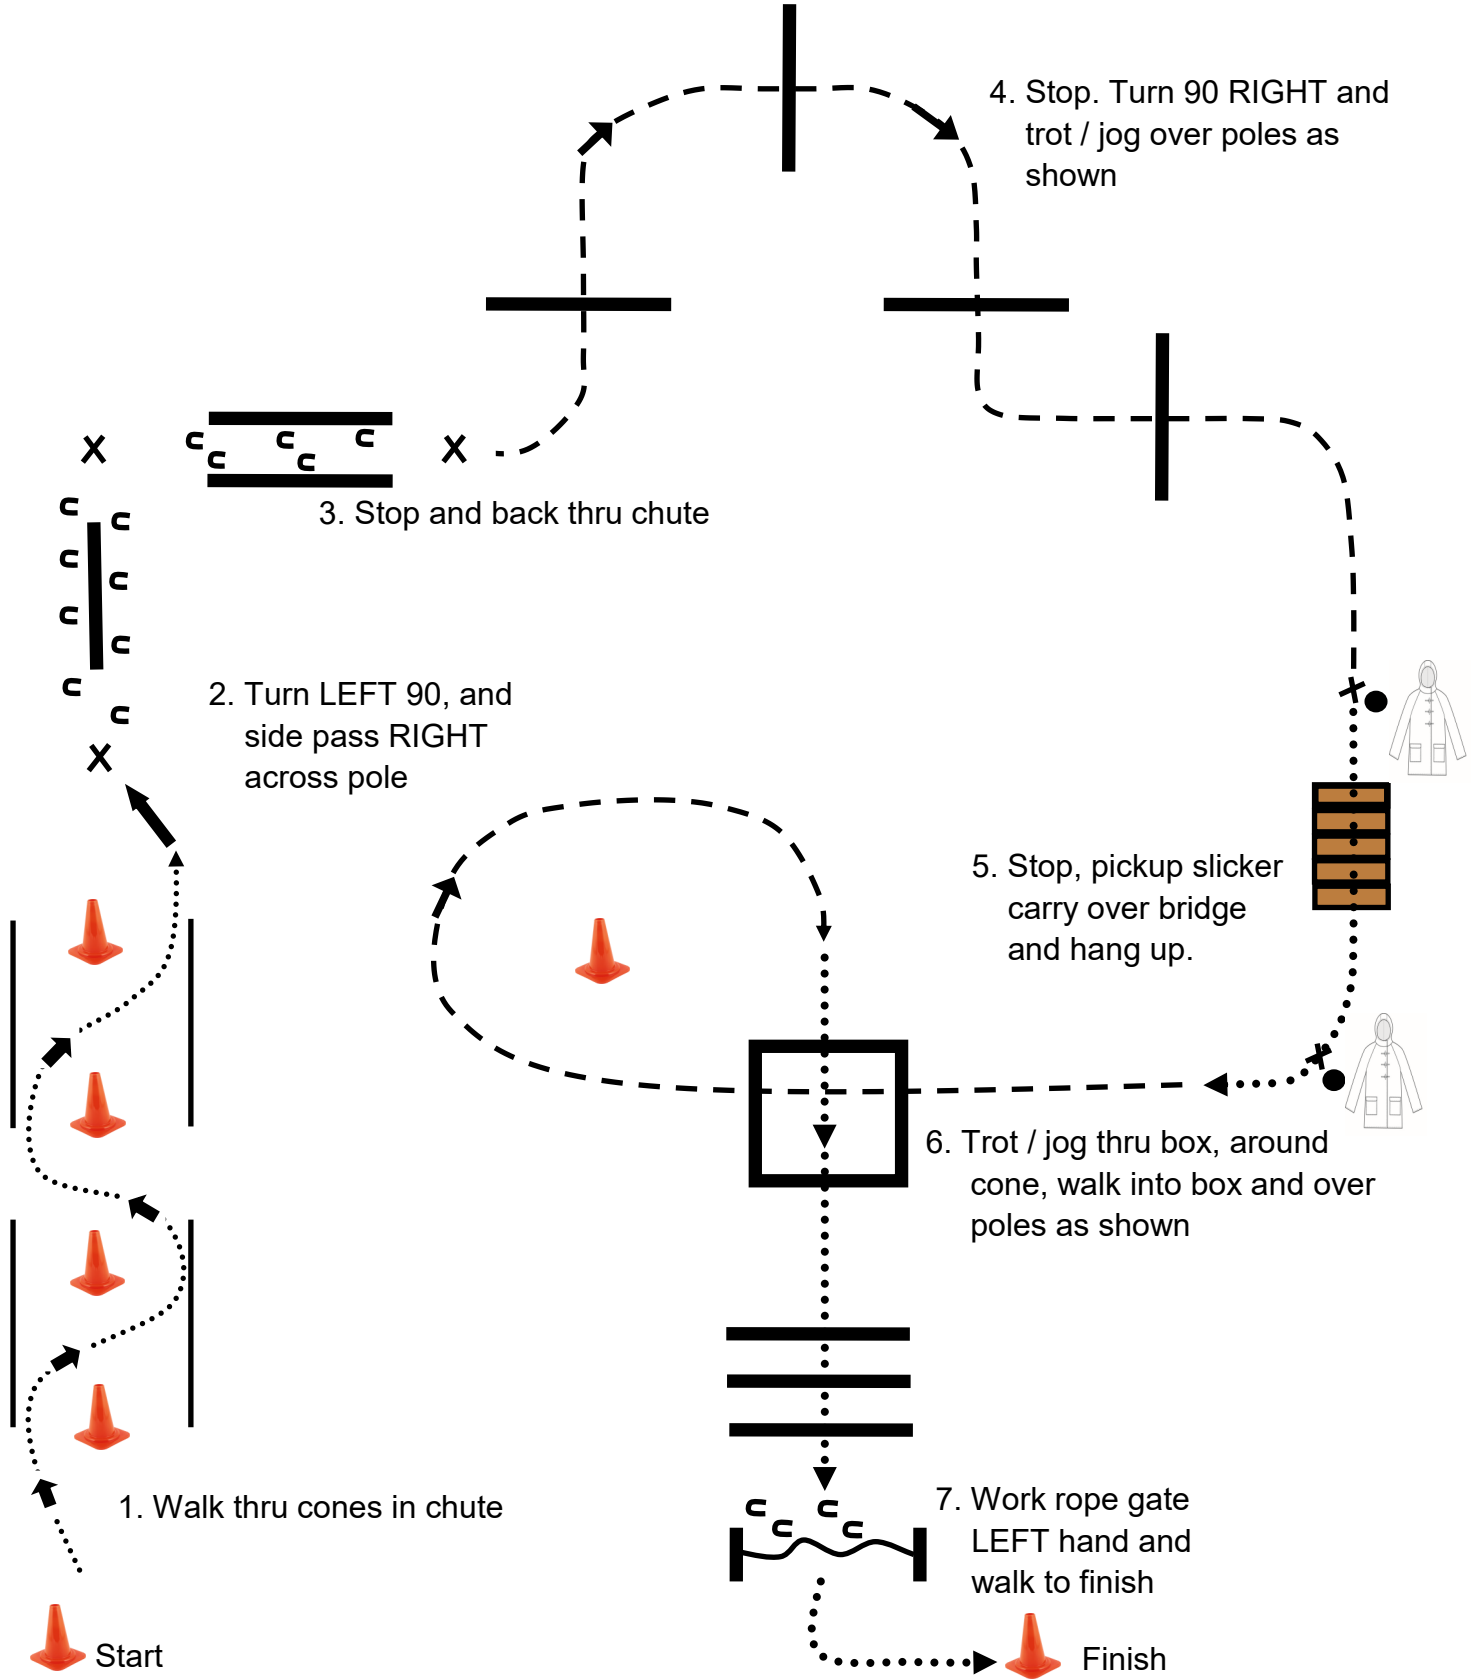 4. Stop. Turn 90 RIGHT and
trot / jog over poles as
shown
3. Stop and back thru chute
2. Turn LEFT 90, and
side pass RIGHT
across pole
5. Stop, pickup slicker
carry over bridge
and hang up.
6. Trot / jog thru box, around
cone, walk into box and over
poles as shown
1. Walk thru cones in chute
7. Work rope gate
LEFT hand and
walk to finish
Start
Finish